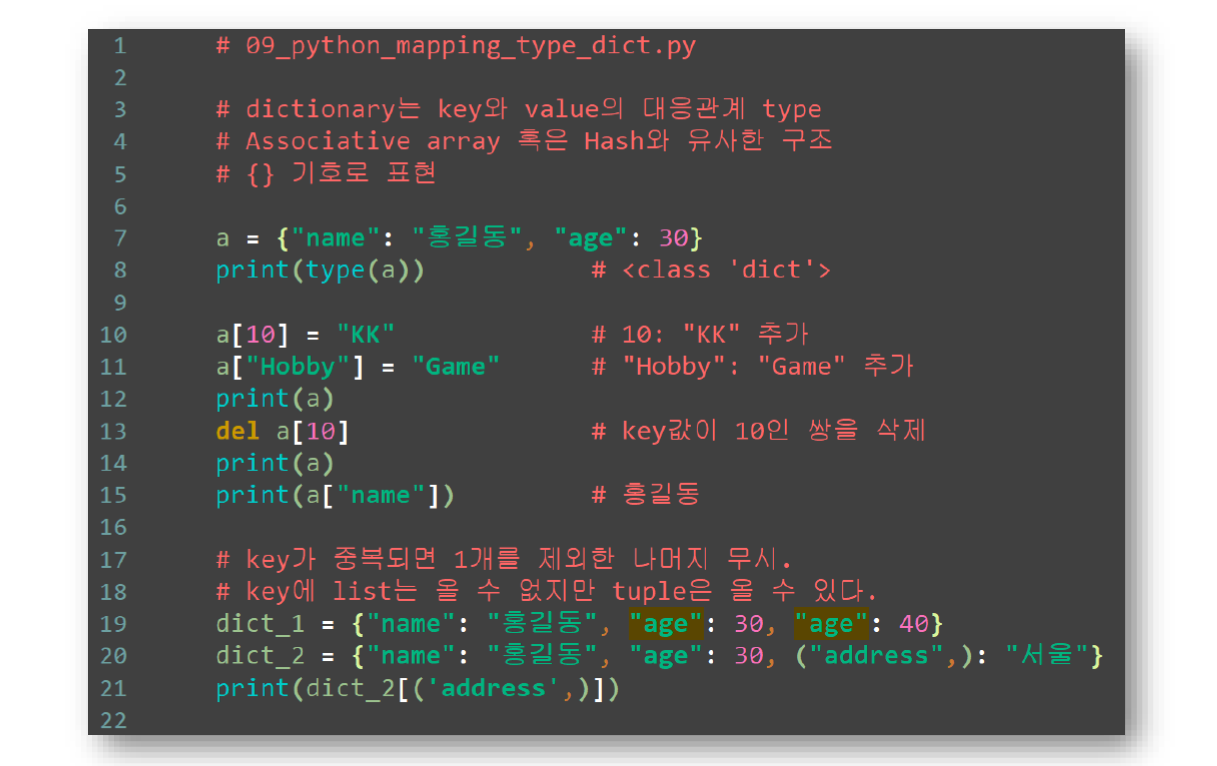 1 # 09_python_mapping_type_dict.py
2
3 # dictionary는 key와 value의 대응관계 type
4 # Associative array 혹은 Hash와 유사한 구조
5 # {} 기호로 표현
6
7 a = {"name": "홍길동", "age": 30}
8 print(type(a)) # <class 'dict'>
9
10 a[10] = "KK" # 10: "KK" 추가
11 a["Hobby"] = "Game" # "Hobby": "Game" 추가
12 print(a)
13 del a[10] # key값이 10인 쌍을 삭제
14 print(a)
15 print(a["name"]) # 홍길동
16
17 # key가 중복되면 1개를 제외한 나머지 무시.
18 # key에 list는 올 수 없지만 tuple은 올 수 있다.
19 dict_1 = {"name": "홍길동", "age": 30, "age": 40}
20 dict_2 = {"name": "홍길동", "age": 30, ("address",): "서울"}
21 print(dict_2[('address',)])
22